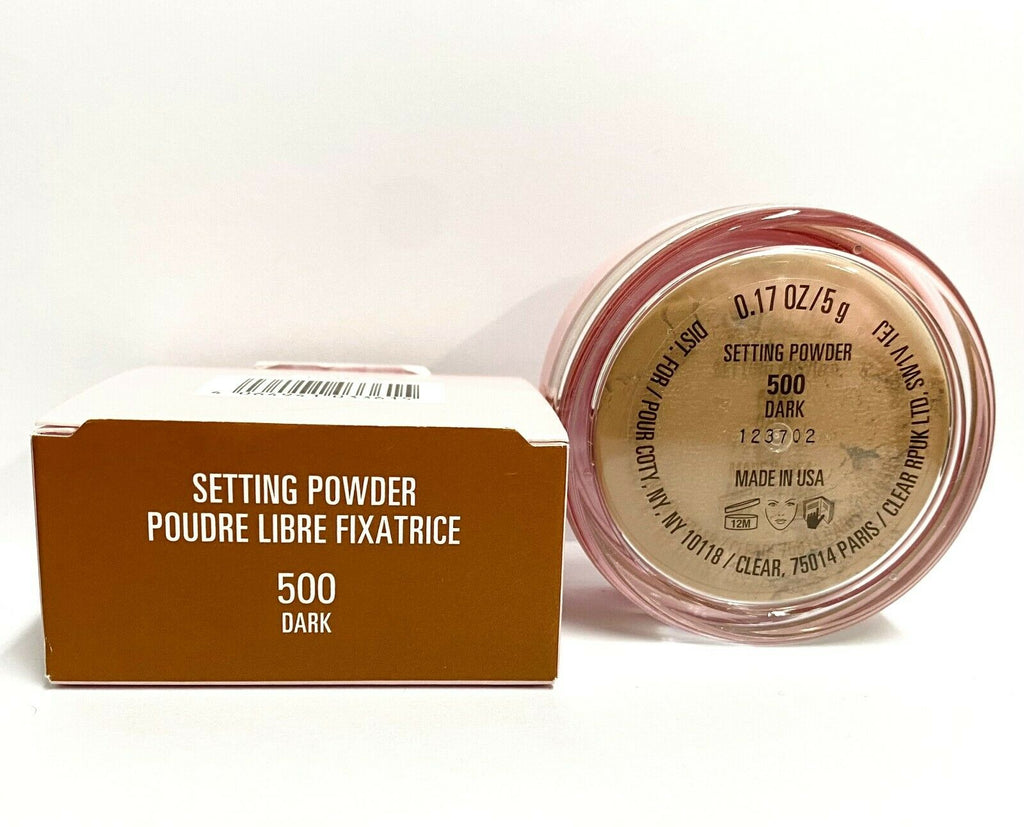 SETTING POWDER
POUDRE LIBRE FIXATRICE
500
DARK
0.17 OZ/5 g
SETTING POWDER
500
DARK
123702
MADE IN USA
12M
DIST. FOR / POUR COTY, NY, NY 10118 / CLEAR, 75014 PARIS / CLEAR RPUK LTD, SW1V 1EJ